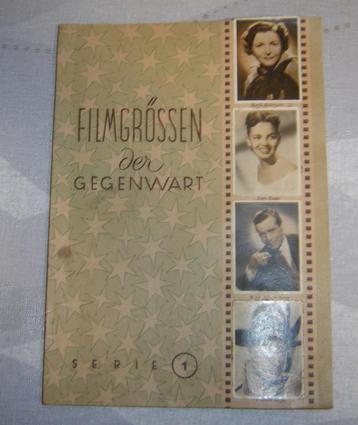 FILMGRÖSSEN
der
GEGENWART
SERIE 1